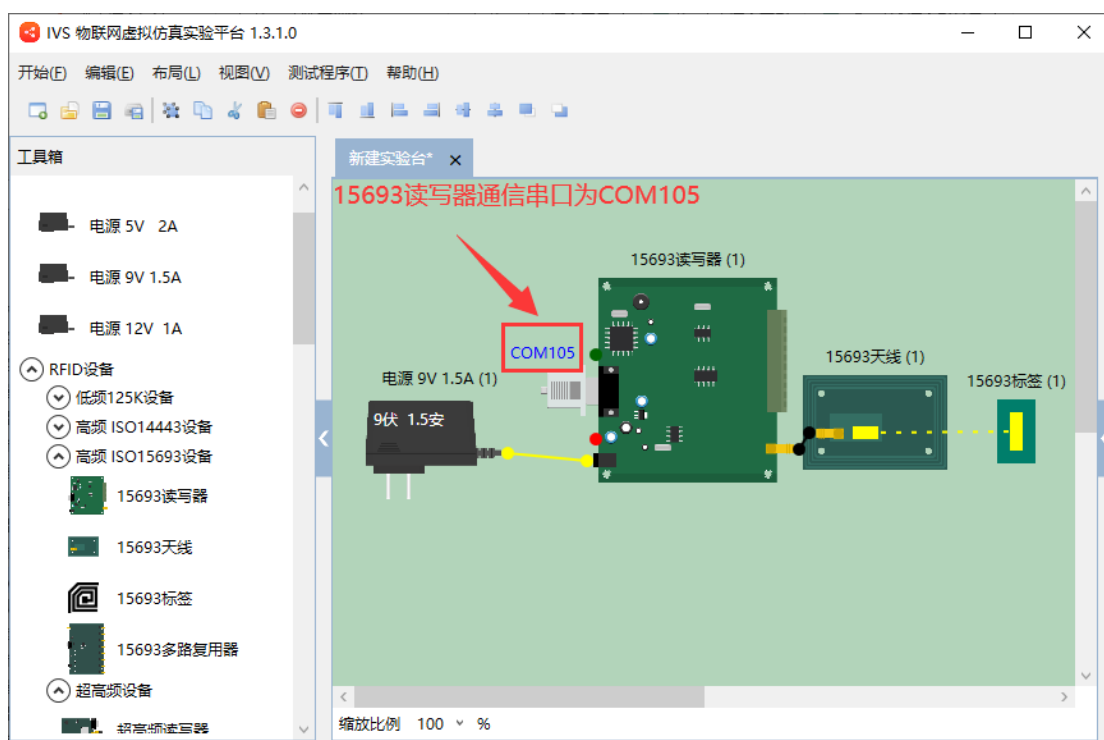 IVS 物联网虚拟仿真实验平台 1.3.1.0
开始(F) 编辑(E) 布局(L) 视图(V) 测试程序(T) 帮助(H)
工具箱
电源 5V 2A
电源 9V 1.5A
电源 12V 1A
RFID设备
低频125K设备
高频 ISO14443设备
高频 ISO15693设备
15693读写器
15693天线
15693标签
15693多路复用器
超高频设备
超高频读写器
新建实验台*
15693读写器通信串口为COM105
15693读写器 (1)
COM105
电源 9V 1.5A (1)
9伏 1.5安
15693天线 (1)
15693标签 (1)
缩放比例 100 %